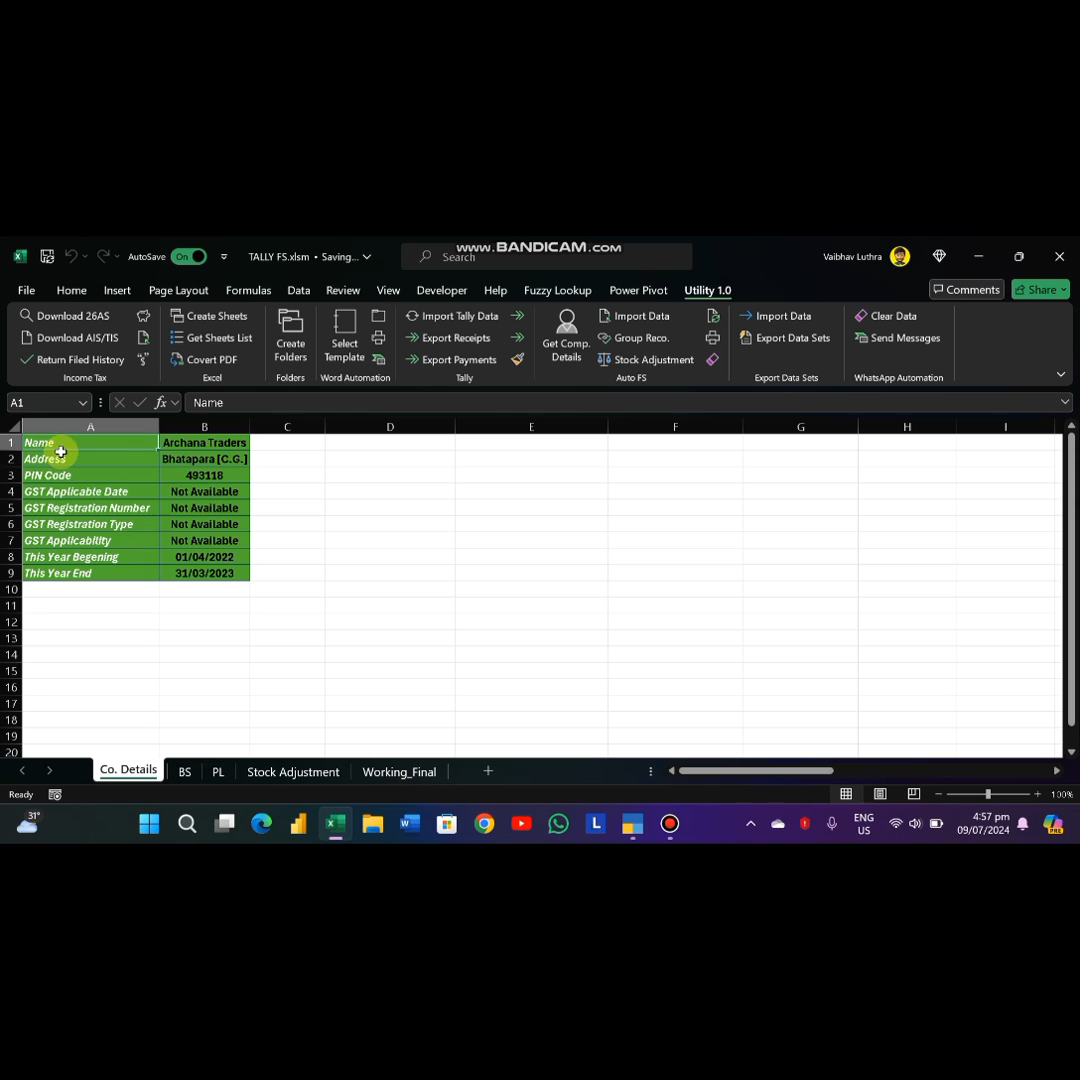 www.BANDICAM.com
AutoSave On TALLY FS.xlsm • Saving... Search Vaibhav Luthra
File Home Insert Page Layout Formulas Data Review View Developer Help Fuzzy Lookup Power Pivot Utility 1.0 Comments Share
Download 26AS Create Sheets Import Tally Data Import Data Import Data Clear Data
Download AIS/TIS Get Sheets List Export Receipts Group Reco. Export Data Sets Send Messages
Create Folders Select Template Get Comp. Details
Return Filed History Covert PDF Export Payments Stock Adjustment
Income Tax Excel Folders Word Automation Tally Auto FS Export Data Sets WhatsApp Automation
A1 fx Name
A B C D E F G H I
1 Name Archana Traders
2 Address Bhatapara [C.G.]
3 PIN Code 493118
4 GST Applicable Date Not Available
5 GST Registration Number Not Available
6 GST Registration Type Not Available
7 GST Applicability Not Available
8 This Year Begening 01/04/2022
9 This Year End 31/03/2023
10
11
12
13
14
15
16
17
18
19
20
Co. Details BS PL Stock Adjustment Working_Final
Ready 100%
31° ENG US 4:57 pm 09/07/2024